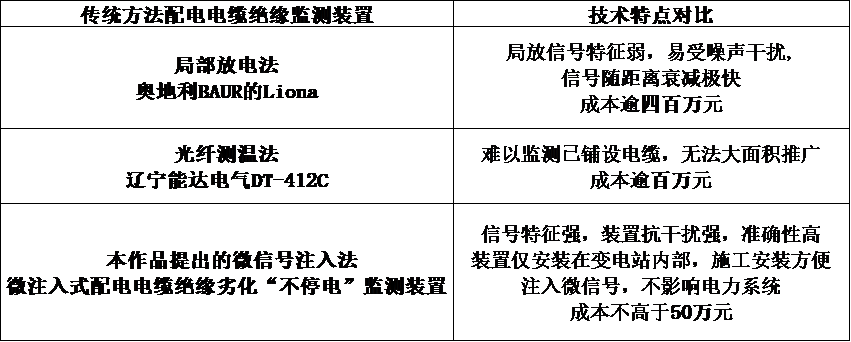 传统方法配电电缆绝缘监测装置
技术特点对比
局部放电法
奥地利BAUR的Liona
局放信号特征弱，易受噪声干扰,
信号随距离衰减极快
成本逾四百万元
光纤测温法
辽宁能达电气DT-412C
难以监测已铺设电缆，无法大面积推广
成本逾百万元
本作品提出的微信号注入法
微注入式配电电缆绝缘劣化“不停电”监测装置
信号特征强，装置抗干扰强，准确性高
装置仅安装在变电站内部，施工安装方便
注入微信号，不影响电力系统
成本不高于50万元